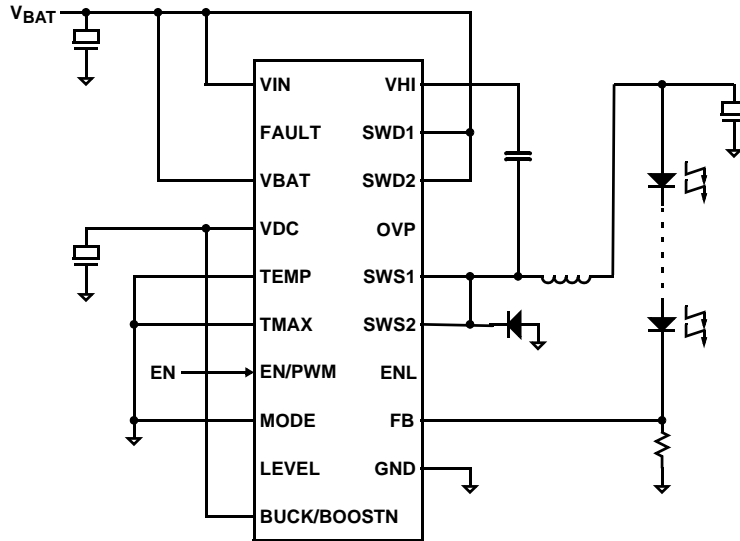 VBAT
VIN VHI
FAULT SWD1
VBAT SWD2
VDC OVP
TEMP SWS1
TMAX SWS2
EN EN/PWM ENL
MODE FB
LEVEL GND
BUCK/BOOSTN